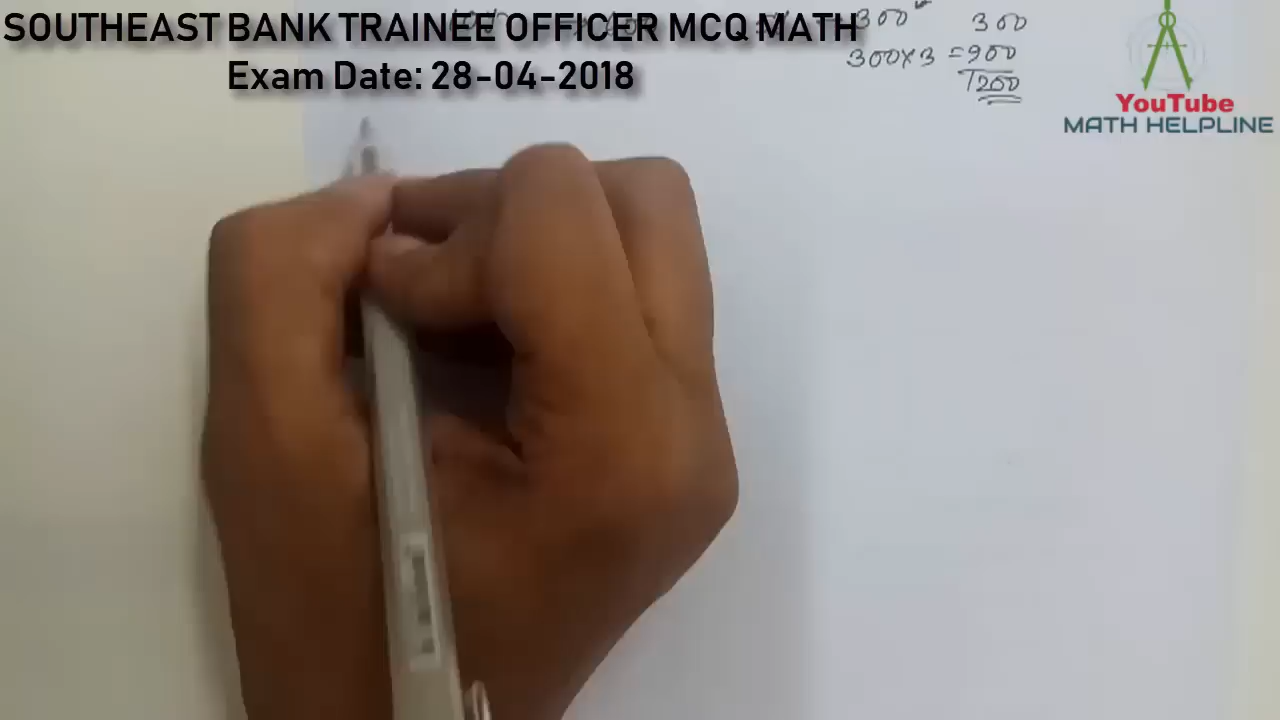 SOUTHEAST BANK TRAINEE OFFICER MCQ MATH
Exam Date: 28-04-2018
300 300
300×3 =900
1200
YouTube
MATH HELPLINE